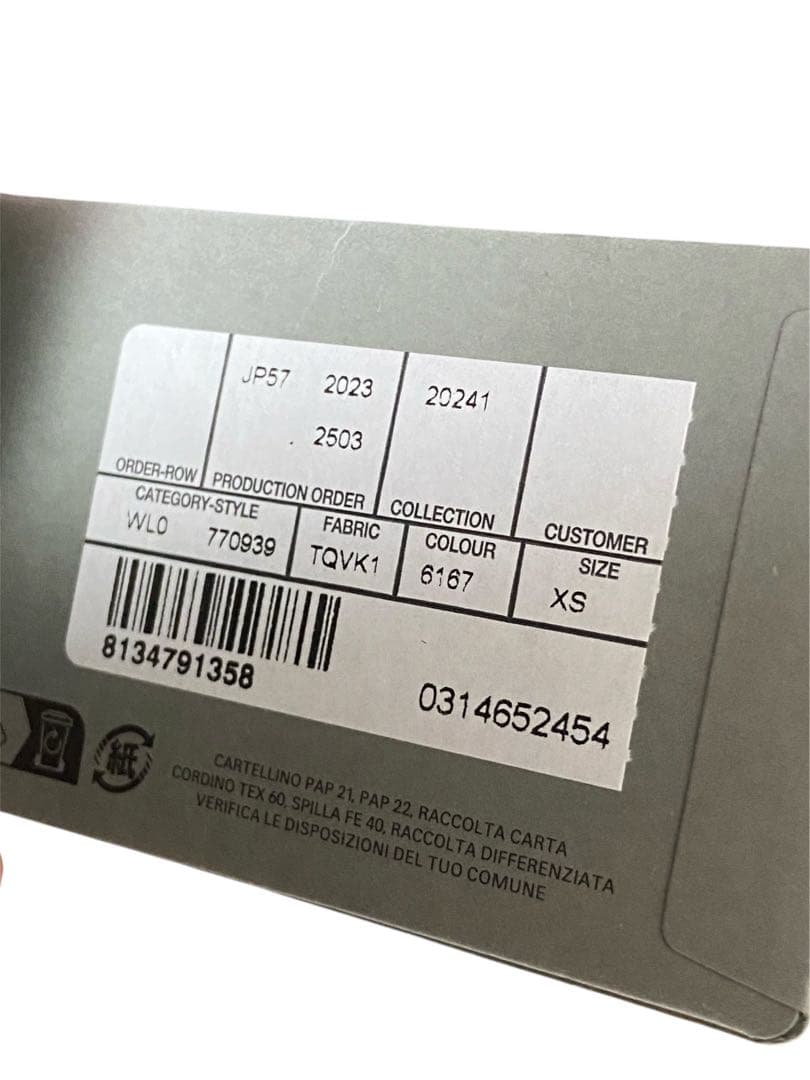 JP57 2023 20241
. 2503
ORDER-ROW PRODUCTION ORDER COLLECTION CUSTOMER
CATEGORY-STYLE FABRIC COLOUR SIZE
WL0 770939 TQVK1 6167 XS
8134791358
0314652454
紙
CARTELLINO PAP 21, PAP 22, RACCOLTA CARTA
CORDINO TEX 60, SPILLA FE 40, RACCOLTA DIFFERENZIATA
VERIFICA LE DISPOSIZIONI DEL TUO COMUNE